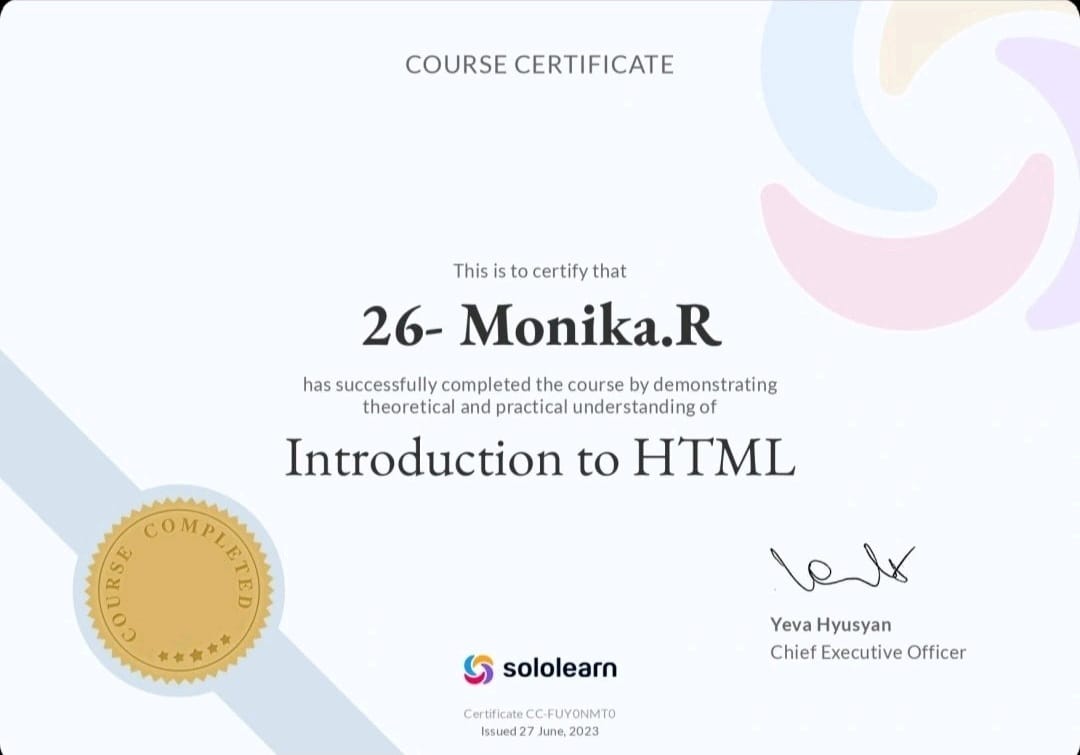 COURSE CERTIFICATE
This is to certify that
26- Monika.R
has successfully completed the course by demonstrating
theoretical and practical understanding of
Introduction to HTML
COURSE COMPLETED
Yeva Hyusyan
Chief Executive Officer
sololearn
Certificate CC-FUY0NMT0
Issued 27 June, 2023